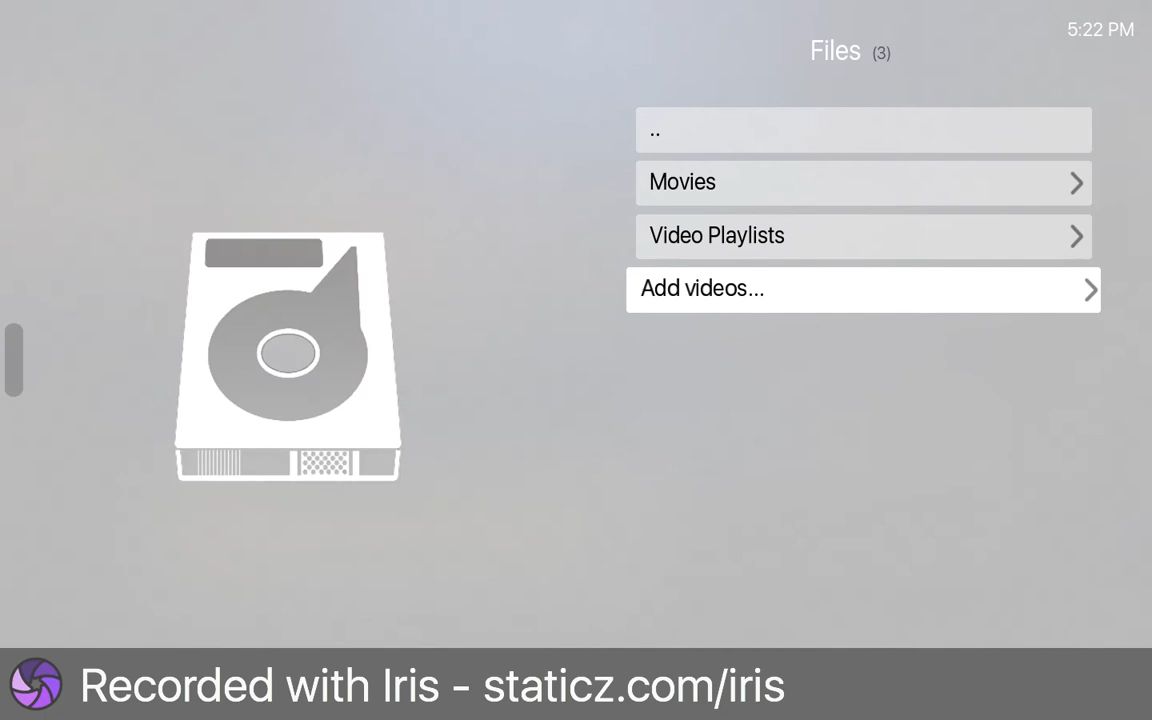 5:22 PM
Files (3)
..
Movies
Video Playlists
Add videos...
Recorded with Iris - staticz.com/iris